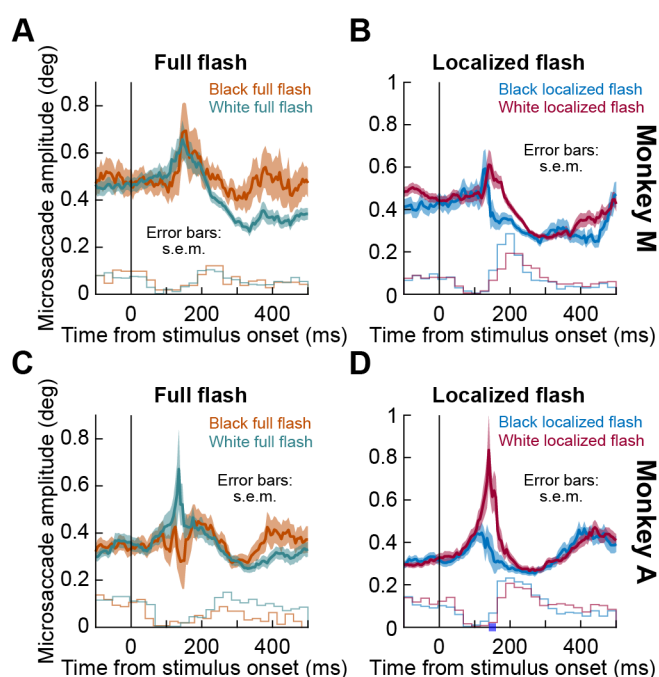 A
Full flash
Black full flash
White full flash
Microsaccade amplitude (deg)
0.8
0.6
0.4
0.2
0
Error bars:
s.e.m.
0 200 400
Time from stimulus onset (ms)
B
Localized flash
Black localized flash
White localized flash
1
0.8
0.6
0.4
0.2
0
Error bars:
s.e.m.
0 200 400
Time from stimulus onset (ms)
Monkey M
C
Full flash
Black full flash
White full flash
Microsaccade amplitude (deg)
0.8
0.6
0.4
0.2
0
Error bars:
s.e.m.
0 200 400
Time from stimulus onset (ms)
D
Localized flash
Black localized flash
White localized flash
1
0.8
0.6
0.4
0.2
0
Error bars:
s.e.m.
0 200 400
Time from stimulus onset (ms)
Monkey A